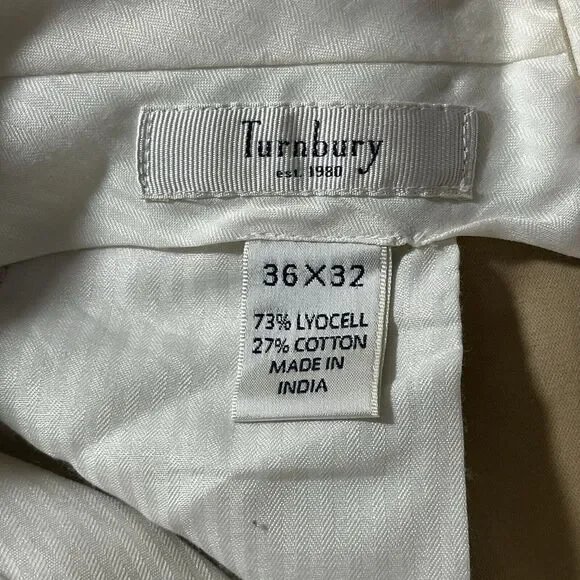 Turnbury
est. 1980
36X32
73% LYOCELL
27% COTTON
MADE IN
INDIA